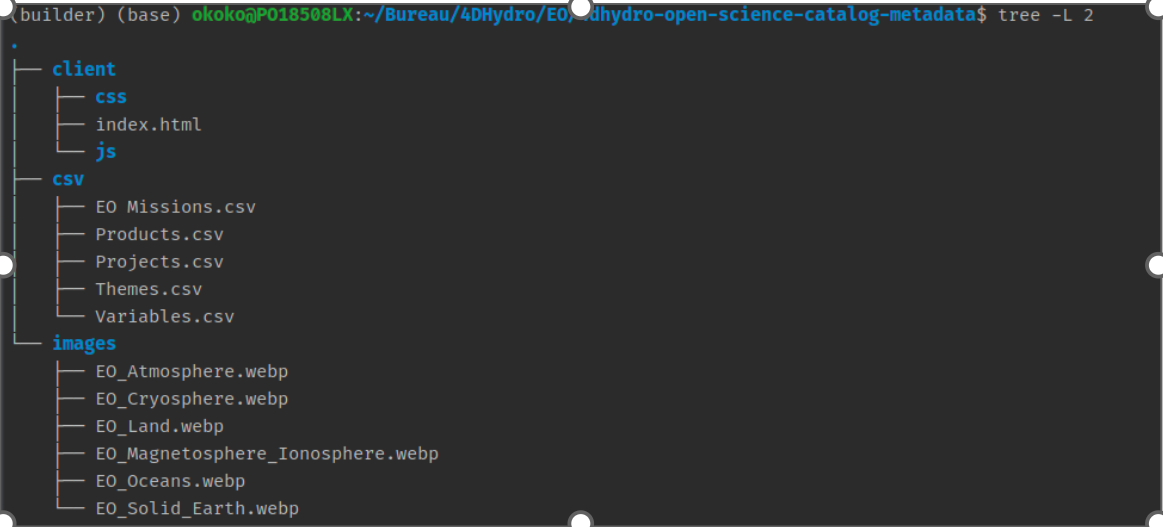 (builder) (base) okoko@PO18508LX:~/Bureau/4DHydro/EO/4dhydro-open-science-catalog-metadata$ tree -L 2
.
├── client
│   ├── css
│   ├── index.html
│   └── js
├── csv
│   ├── EO Missions.csv
│   ├── Products.csv
│   ├── Projects.csv
│   ├── Themes.csv
│   └── Variables.csv
└── images
    ├── EO_Atmosphere.webp
    ├── EO_Cryosphere.webp
    ├── EO_Land.webp
    ├── EO_Magnetosphere_Ionosphere.webp
    ├── EO_Oceans.webp
    └── EO_Solid_Earth.webp